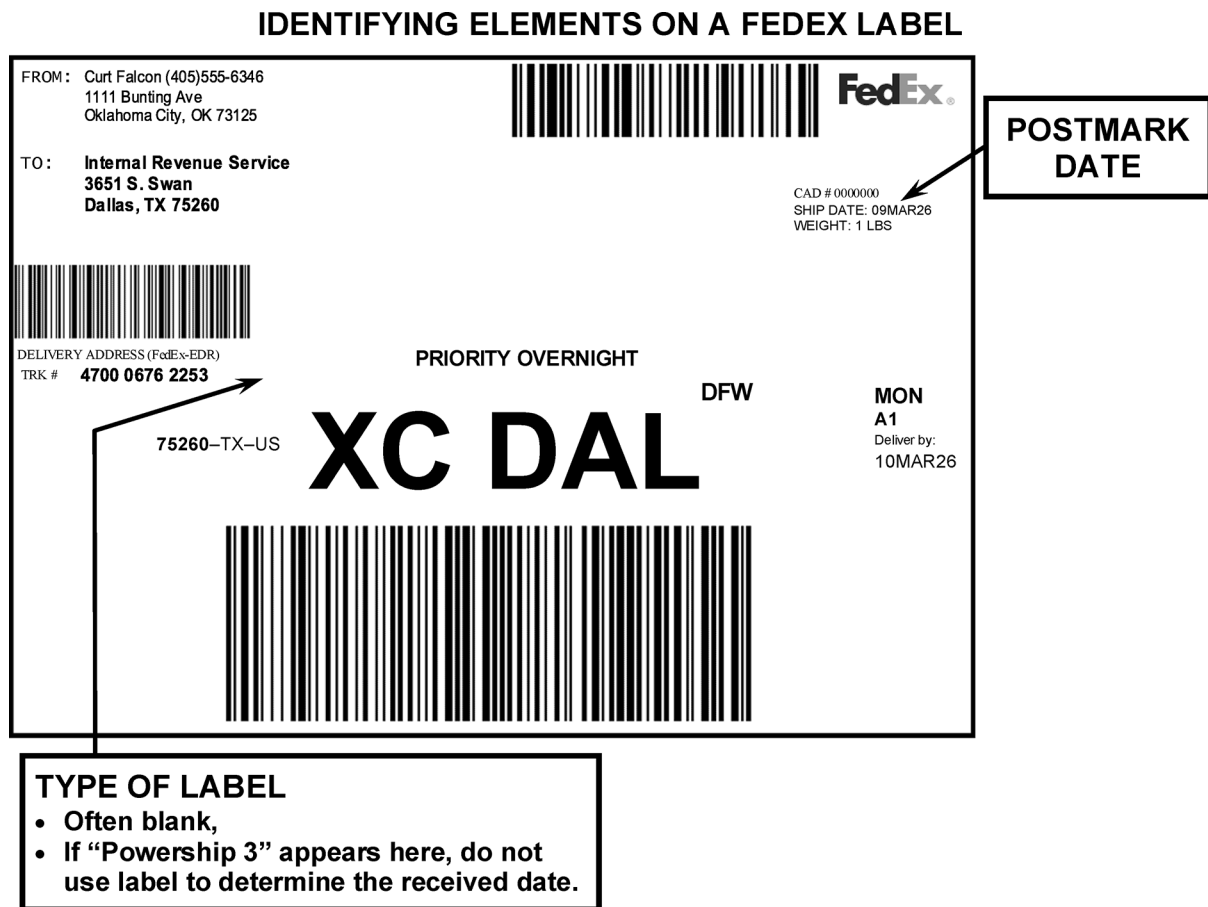 IDENTIFYING ELEMENTS ON A FEDEX LABEL
FROM: Curt Falcon (405)555-6346
1111 Bunting Ave
Oklahoma City, OK 73125
FedEx®
POSTMARK
DATE
TO: Internal Revenue Service
3651 S. Swan
Dallas, TX 75260
CAD # 0000000
SHIP DATE: 09MAR26
WEIGHT: 1 LBS
DELIVERY ADDRESS (FedEx-EDR)
TRK # 4700 0676 2253
PRIORITY OVERNIGHT
DFW
MON
A1
Deliver by:
10MAR26
75260–TX–US
XC DAL
TYPE OF LABEL
• Often blank,
• If “Powership 3” appears here, do not
use label to determine the received date.